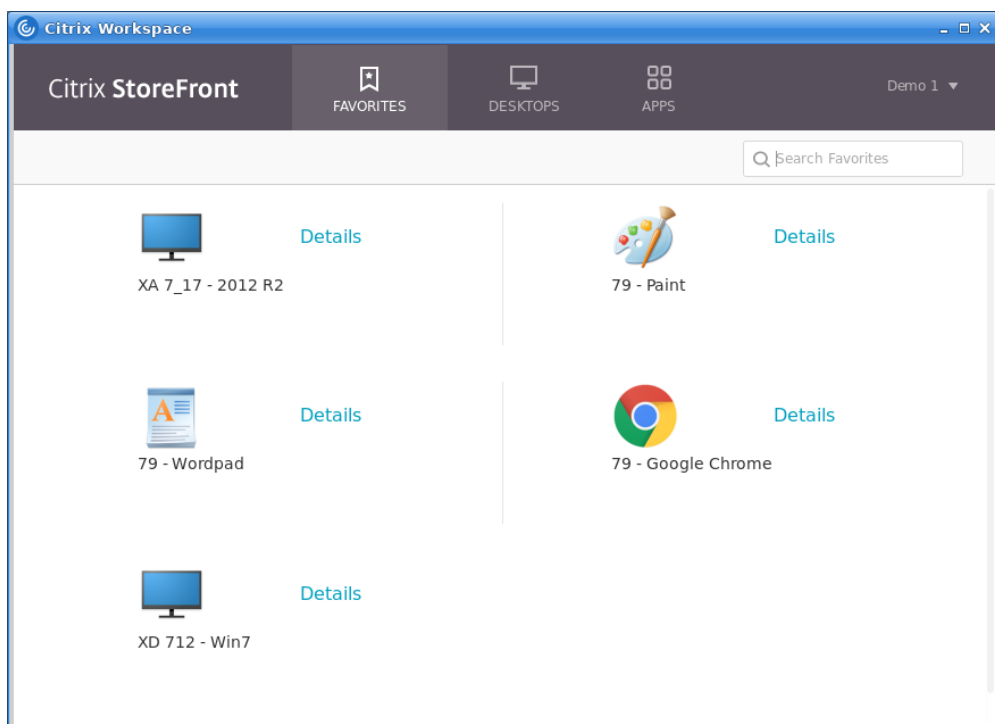 Citrix Workspace
Citrix StoreFront
FAVORITES
DESKTOPS
APPS
Demo 1
Search Favorites
Details
XA 7_17 - 2012 R2
Details
79 - Paint
Details
79 - Wordpad
Details
79 - Google Chrome
Details
XD 712 - Win7